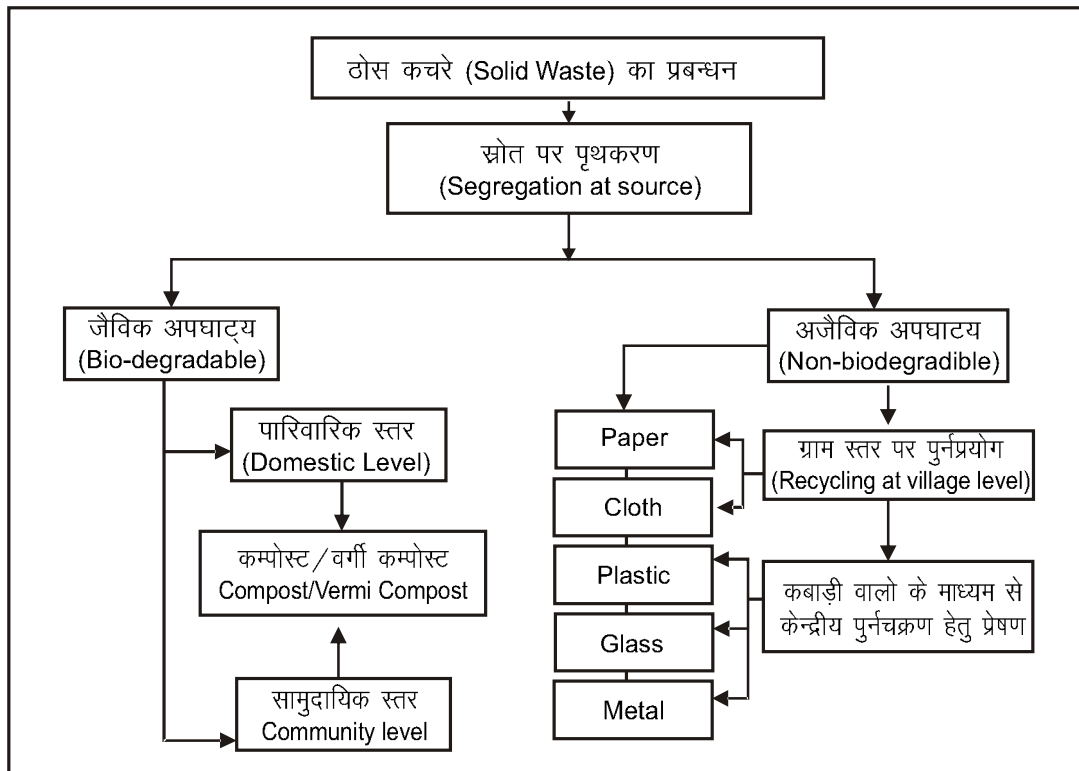 ठोस कचरे (Solid Waste) का प्रबन्धन
स्रोत पर पृथकरण
(Segregation at source)
जैविक अपघाट्य
(Bio-degradable)
अजैविक अपघाटय
(Non-biodegradible)
पारिवारिक स्तर
(Domestic Level)
कम्पोस्ट/वर्गी कम्पोस्ट
Compost/Vermi Compost
सामुदायिक स्तर
Community level
Paper
Cloth
Plastic
Glass
Metal
ग्राम स्तर पर पुर्नप्रयोग
(Recycling at village level)
कबाड़ी वालो के माध्यम से
केन्द्रीय पुर्नचक्रण हेतु प्रेषण